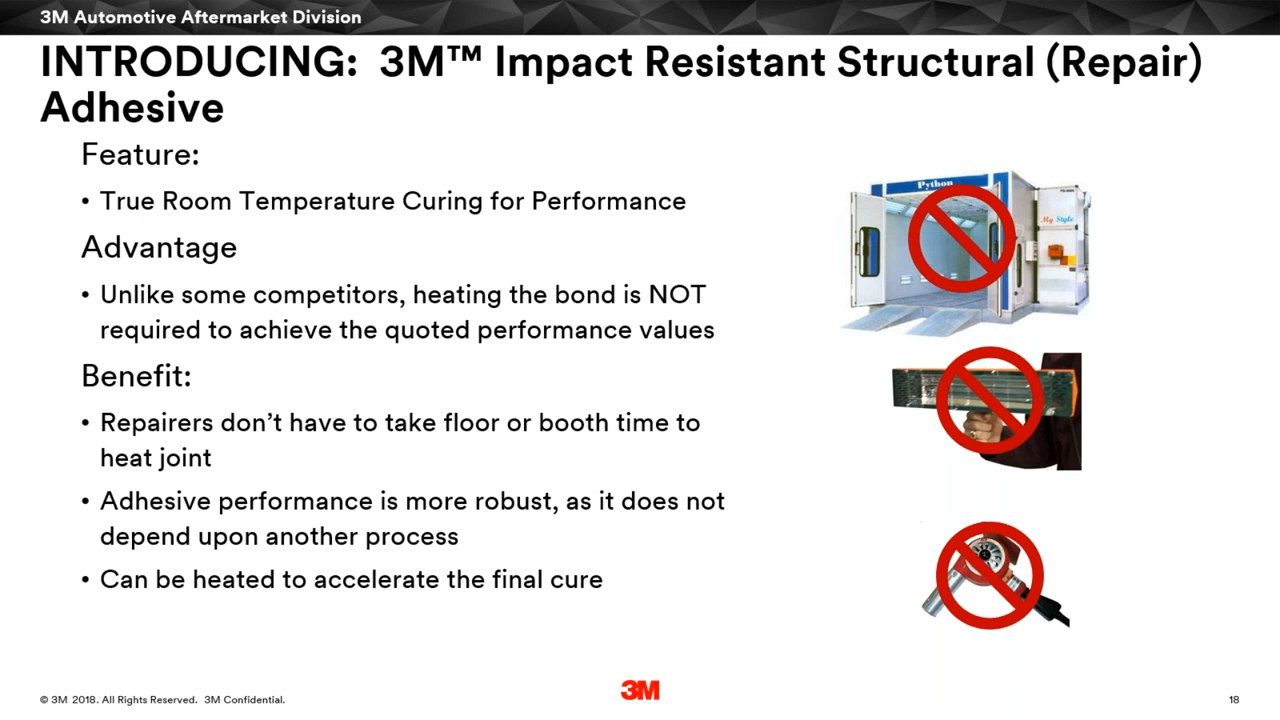 3M Automotive Aftermarket Division
INTRODUCING: 3M™ Impact Resistant Structural (Repair)
Adhesive
Feature:
• True Room Temperature Curing for Performance
Advantage
• Unlike some competitors, heating the bond is NOT
required to achieve the quoted performance values
Benefit:
• Repairers don’t have to take floor or booth time to
heat joint
• Adhesive performance is more robust, as it does not
depend upon another process
• Can be heated to accelerate the final cure
Python
My Style
© 3M 2018. All Rights Reserved. 3M Confidential.
3M
18